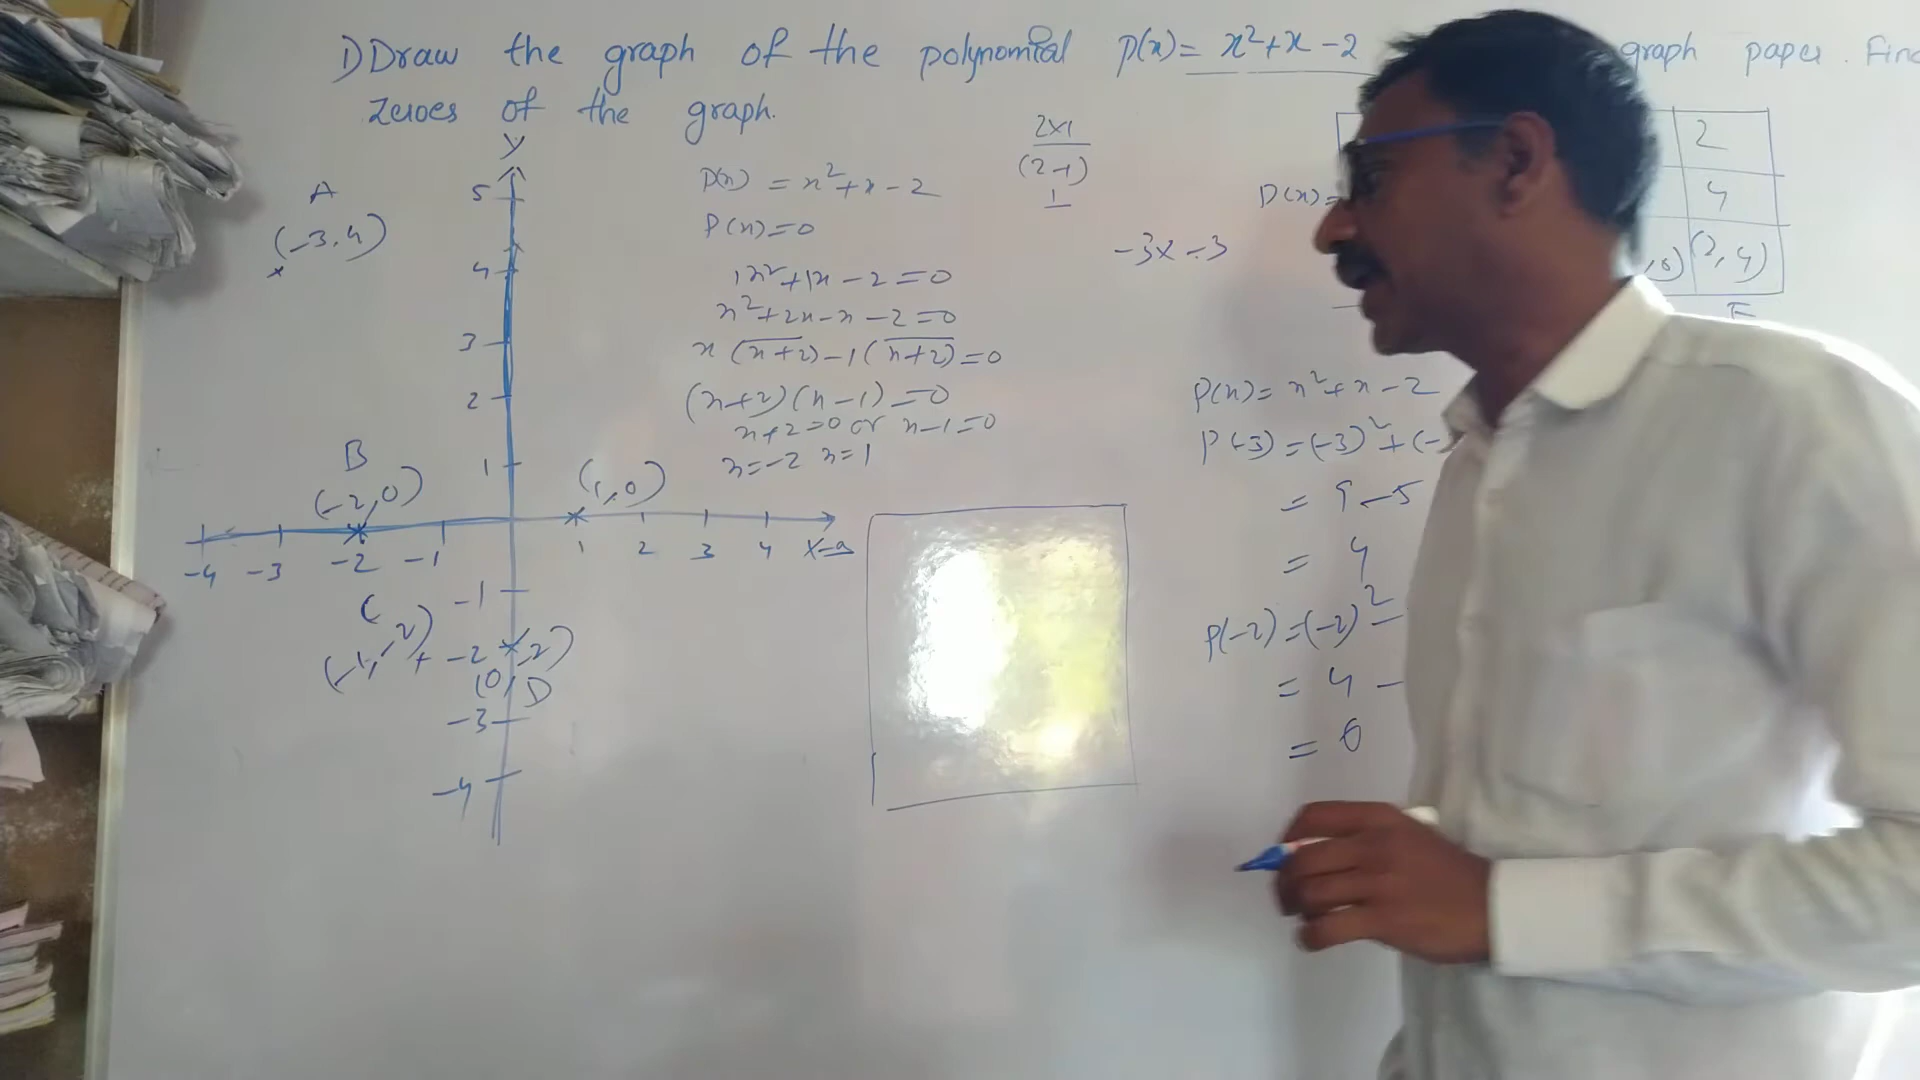 1) Draw the graph of the polynomial p(x) = x²+x-2 graph paper. Find
zeroes of the graph.
Y
A
(-3,4)
5
4
3
2
1
B
(-2,0)
(1,0)
-4 -3 -2 -1 1 2 3 4
-1
C
(-1,-2)
-2
(0,-2)
D
-3
-4
P(x) = x²+x-2
P(x)=0
1x²+1x-2=0
x²+2x-x-2=0
x(x+2)-1(x+2)=0
(x+2)(x-1)=0
x+2=0 or x-1=0
x=-2 x=1
2x1
(2-1)
1
-3x-3
2
P(x)=
4
,0) (2,4)
P(x)=x²+x-2
P(-3)=(-3)²+(-
= 9-5
= 4
P(-2)=(-2)²-
= 4-
= 0